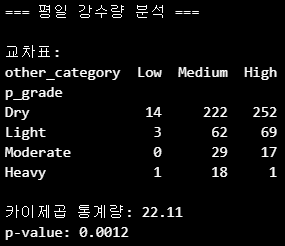 === 평일 강수량 분석 ===
교차표:
other_category Low Medium High
p_grade
Dry 14 222 252
Light 3 62 69
Moderate 0 29 17
Heavy 1 18 1
카이제곱 통계량: 22.11
p-value: 0.0012